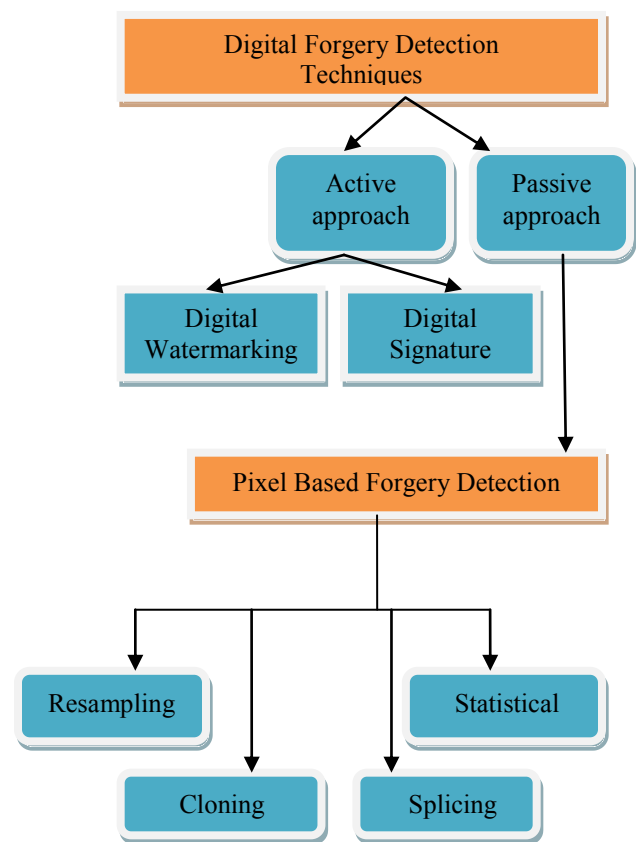 Digital Forgery Detection
Techniques
Active
approach
Passive
approach
Digital
Watermarking
Digital
Signature
Pixel Based Forgery Detection
Resampling
Statistical
Cloning
Splicing